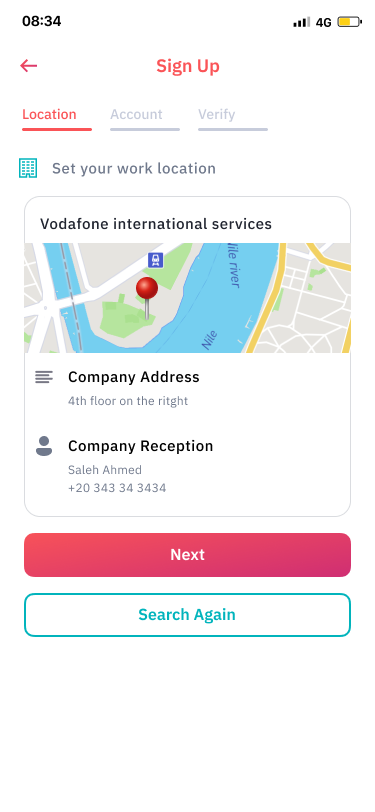 08:34
4G
Sign Up
Location
Account
Verify
Set your work location
Vodafone international services
Nile river
Nile
Company Address
4th floor on the ritght
Company Reception
Saleh Ahmed
+20 343 34 3434
Next
Search Again